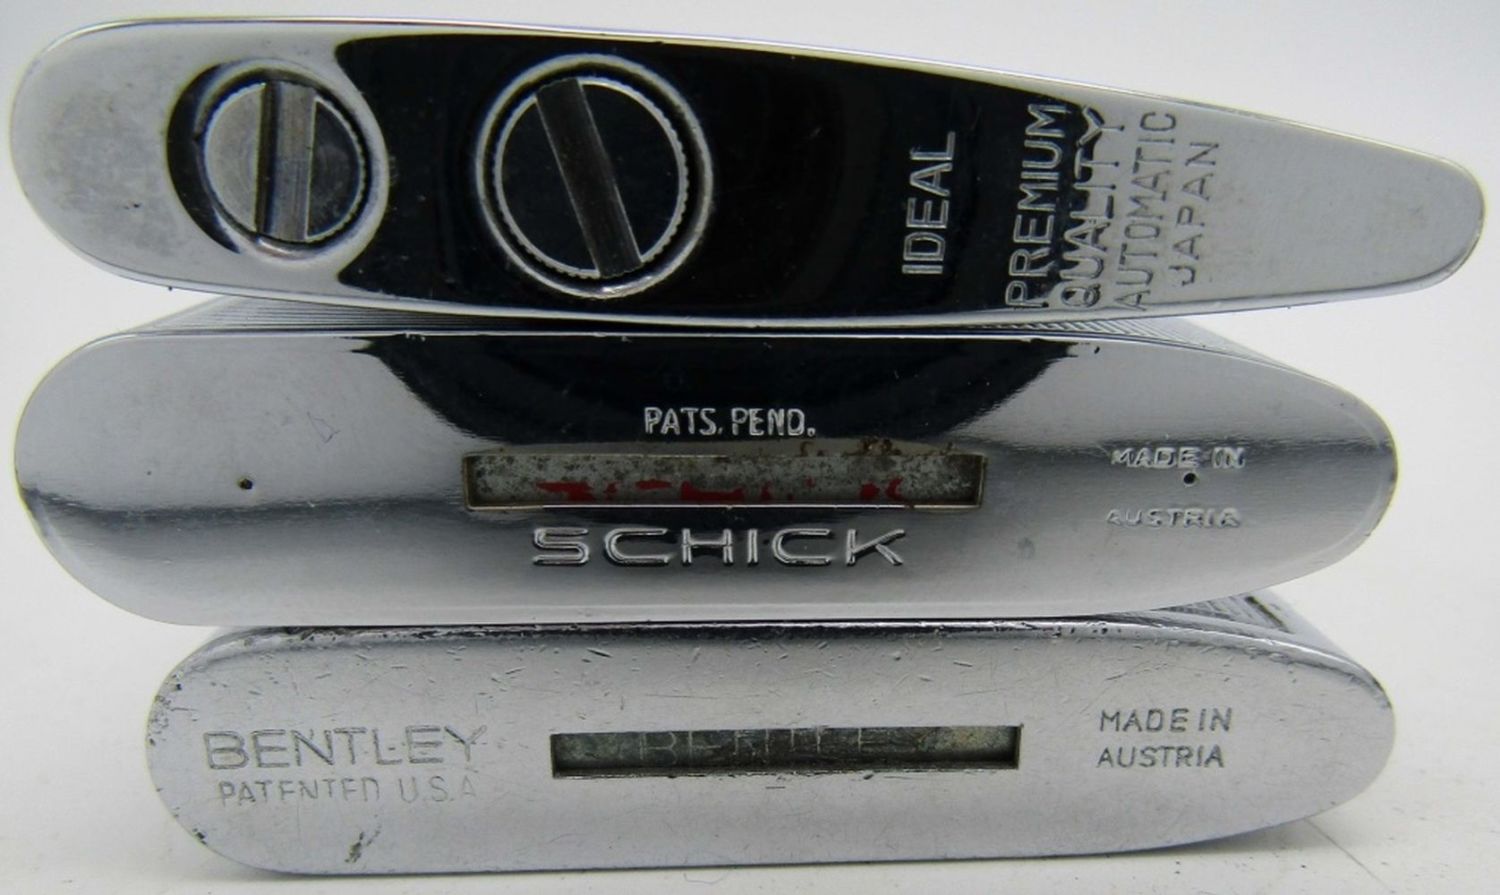 IDEAL
PREMIUM
QUALITY
AUTOMATIC
JAPAN
PATS. PEND.
SCHICK
MADE IN
AUSTRIA
BENTLEY
PATENTED U.S.A
MADE IN
AUSTRIA